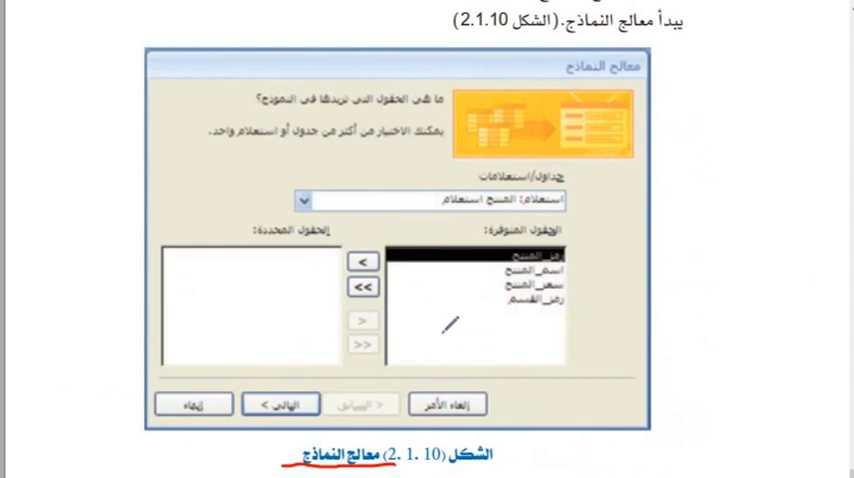 يبدأ معالج النماذج. (الشكل 2.1.10)
معالج النماذج
ما هي الحقول التي تريدها في النموذج؟
يمكنك الاختيار من أكثر من جدول أو استعلام واحد.
جداول/استعلامات
استعلام: المنتج استعلام
الحقول المتوفرة:
رمز_المنتج
اسم_المنتج
سعر_المنتج
رمز_القسم
>
>>
<
<<
الحقول المحددة:
إلغاء الأمر
< السابق
التالي >
إنهاء
الشكل (2. 1. 10) معالج النماذج